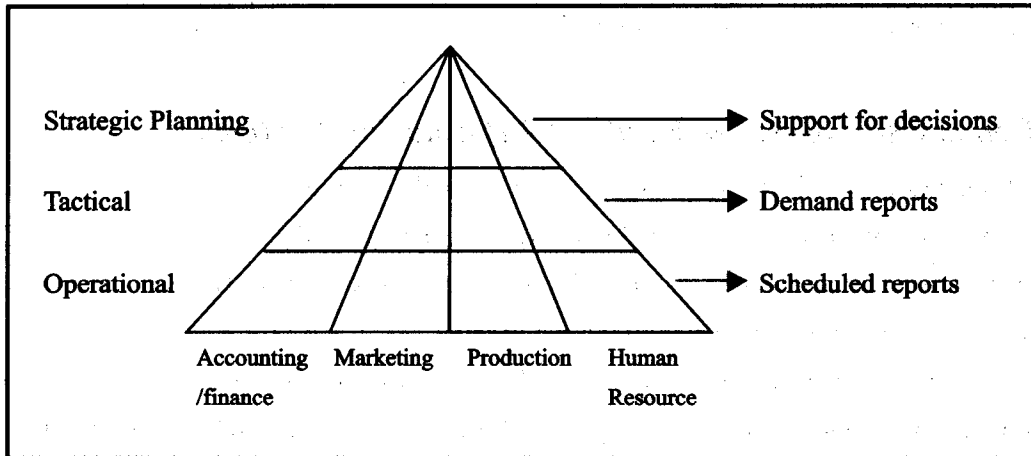 Strategic Planning
Support for decisions
Tactical
Demand reports
Operational
Scheduled reports
Accounting
/finance
Marketing
Production
Human
Resource